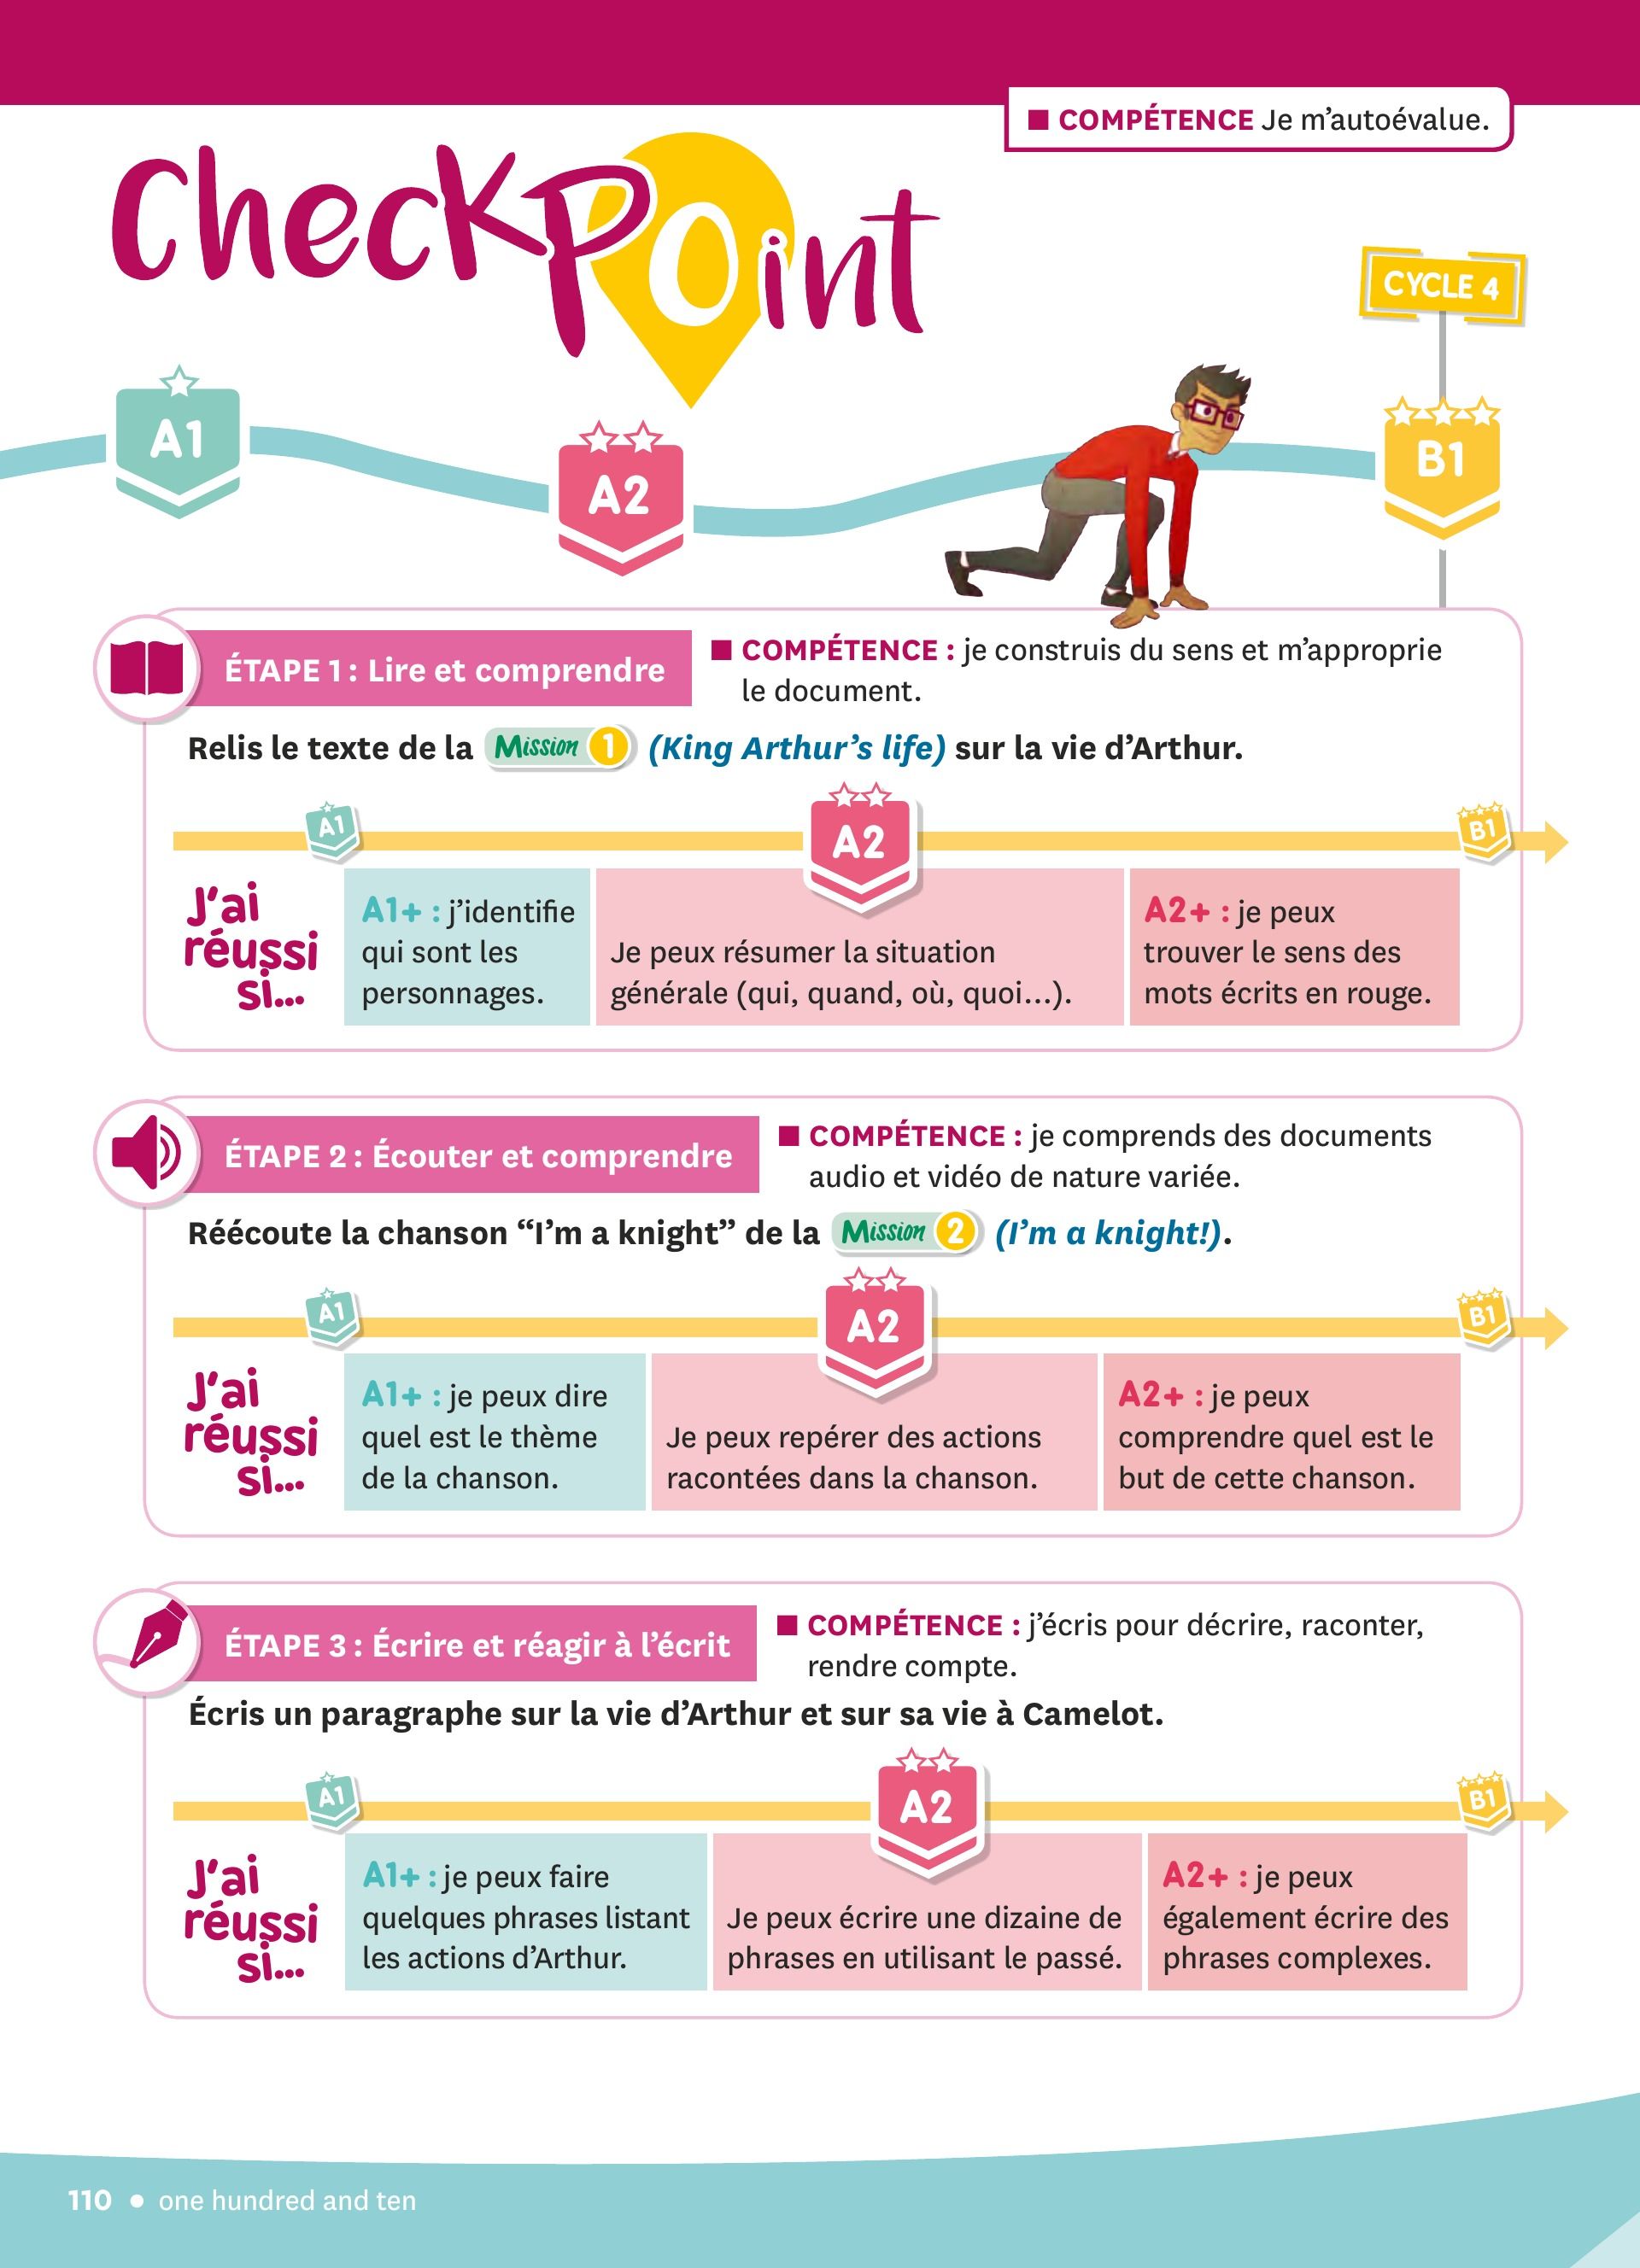 ■ COMPÉTENCE Je m’autoévalue.
CheckPoint
CYCLE 4
A1
A2
B1
ÉTAPE 1 : Lire et comprendre
■ COMPÉTENCE : je construis du sens et m’approprie
le document.
Relis le texte de la Mission 1 (King Arthur’s life) sur la vie d’Arthur.
A1
A2
B1
J’ai
réussi
si...
A1+ : j’identifie
qui sont les
personnages.
Je peux résumer la situation
générale (qui, quand, où, quoi…).
A2+ : je peux
trouver le sens des
mots écrits en rouge.
ÉTAPE 2 : Écouter et comprendre
■ COMPÉTENCE : je comprends des documents
audio et vidéo de nature variée.
Réécoute la chanson “I’m a knight” de la Mission 2 (I’m a knight!).
A1
A2
B1
J’ai
réussi
si...
A1+ : je peux dire
quel est le thème
de la chanson.
Je peux repérer des actions
racontées dans la chanson.
A2+ : je peux
comprendre quel est le
but de cette chanson.
ÉTAPE 3 : Écrire et réagir à l’écrit
■ COMPÉTENCE : j’écris pour décrire, raconter,
rendre compte.
Écris un paragraphe sur la vie d’Arthur et sur sa vie à Camelot.
A1
A2
B1
J’ai
réussi
si...
A1+ : je peux faire
quelques phrases listant
les actions d’Arthur.
Je peux écrire une dizaine de
phrases en utilisant le passé.
A2+ : je peux
également écrire des
phrases complexes.
110 • one hundred and ten